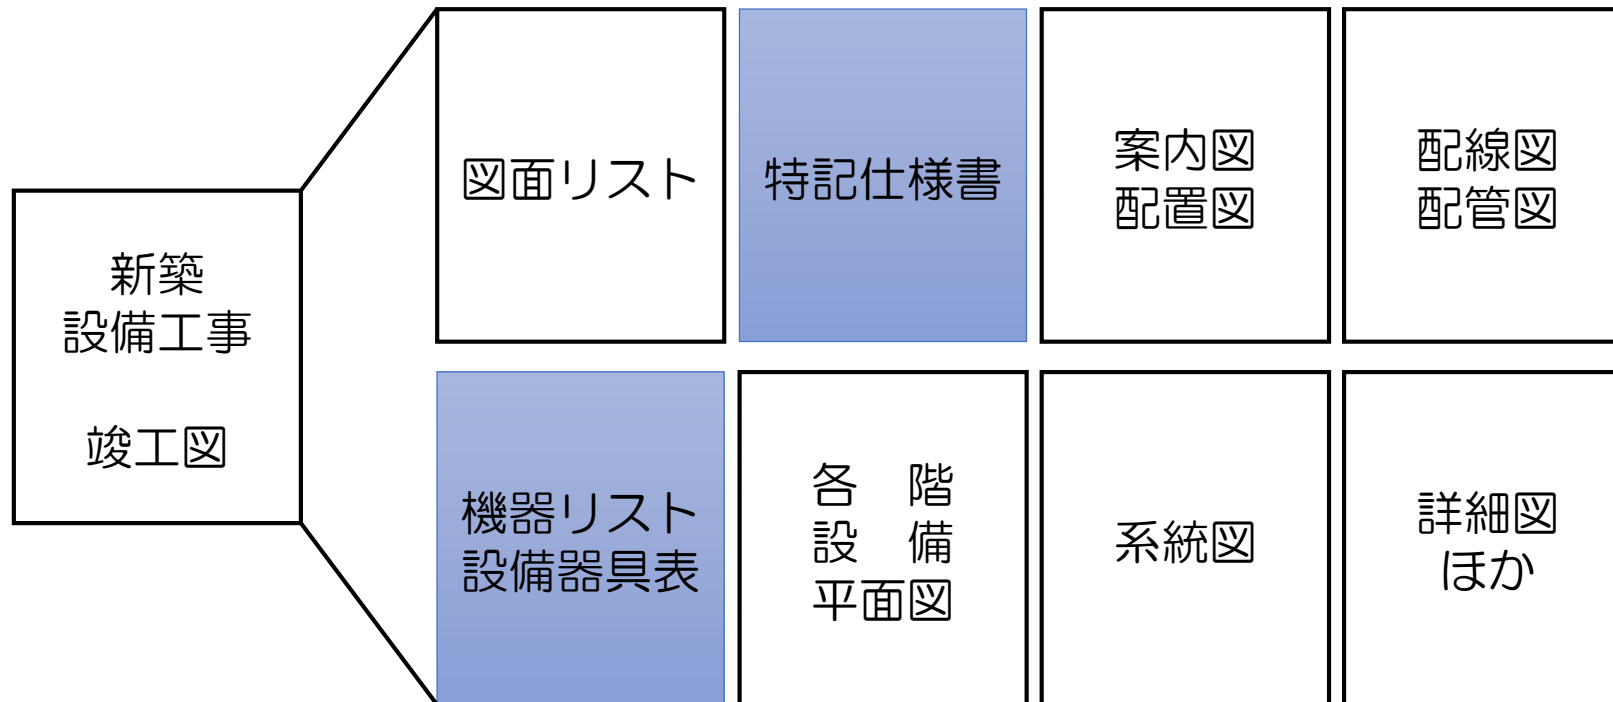 新築
設備工事
竣工図
図面リスト
特記仕様書
案内図
配置図
配線図
配管図
機器リスト
設備器具表
各　階
設　備
平面図
系統図
詳細図
ほか